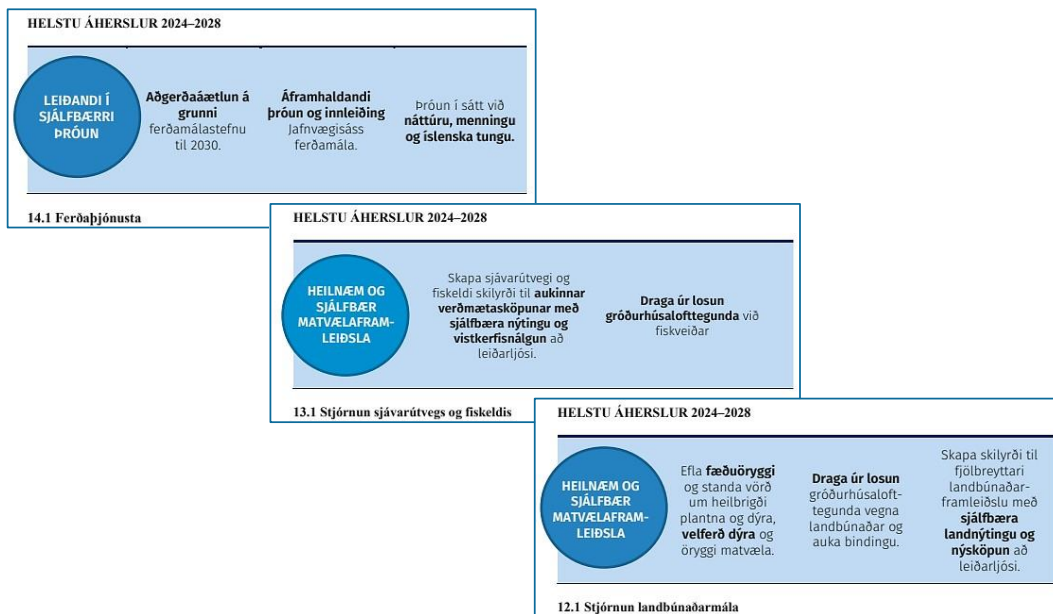 HELSTU ÁHERSLUR 2024–2028
LEIÐANDI Í
SJÁLFBÆRRI
ÞRÓUN
Aðgerðaáætlun á
grunni
ferðamálastefnu
til 2030.
Áframhaldandi
þróun og innleiðing
Jafnvægisáss
ferðamála.
Þróun í sátt við
náttúru, menningu
og íslenska tungu.
14.1 Ferðaþjónusta
HELSTU ÁHERSLUR 2024–2028
HEILNÆM OG
SJÁLFBÆR
MATVÆLAFRAM-
LEIÐSLA
Skapa sjávarútvegi og
fiskeldi skilyrði til aukinnar
verðmætasköpunar með
sjálfbæra nýtingu og
vistkerfisnálgun að
leiðarljósi.
Draga úr losun
gróðurhúsalofttegunda við
fiskveiðar
13.1 Stjórnun sjávarútvegs og fiskeldis
HELSTU ÁHERSLUR 2024–2028
HEILNÆM OG
SJÁLFBÆR
MATVÆLAFRAM-
LEIÐSLA
Efla fæðuöryggi
og standa vörð
um heilbrigði
plantna og dýra,
velferð dýra og
öryggi matvæla.
Draga úr losun
gróðurhúsaloft-
tegunda vegna
landbúnaðar og
auka bindingu.
Skapa skilyrði til
fjölbreyttari
landbúnaðar-
framleiðslu með
sjálfbæra
landnýtingu og
nýsköpun að
leiðarljósi.
12.1 Stjórnun landbúnaðarmála